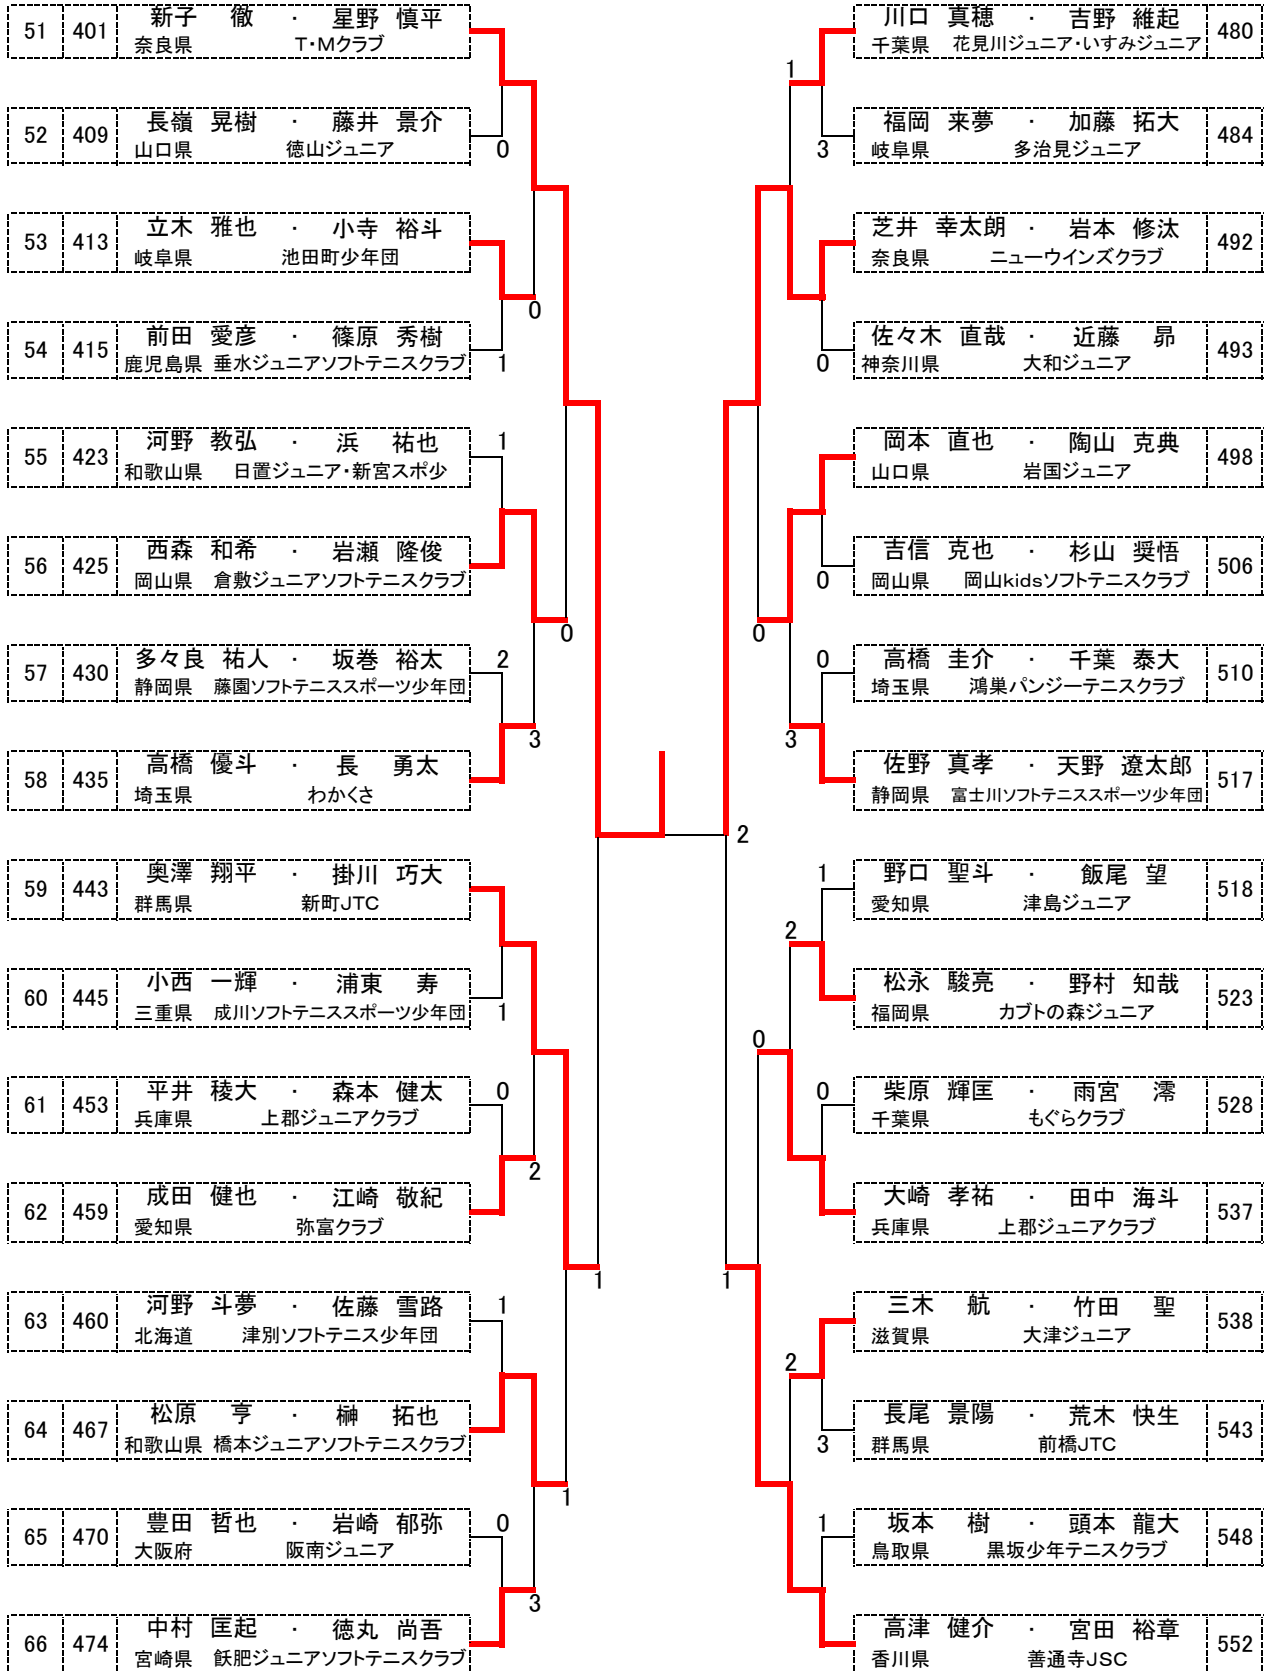 51 401 新子 徹 ・ 星野 慎平
奈良県 T・Mクラブ
52 409 長嶺 晃樹 ・ 藤井 景介
山口県 徳山ジュニア
0
53 413 立木 雅也 ・ 小寺 裕斗
岐阜県 池田町少年団
0
54 415 前田 愛彦 ・ 篠原 秀樹
鹿児島県 垂水ジュニアソフトテニスクラブ
1
55 423 河野 教弘 ・ 浜 祐也
和歌山県 日置ジュニア・新宮スポ少
1
56 425 西森 和希 ・ 岩瀬 隆俊
岡山県 倉敷ジュニアソフトテニスクラブ
0
57 430 多々良 祐人 ・ 坂巻 裕太
静岡県 藤園ソフトテニススポーツ少年団
2
3
58 435 高橋 優斗 ・ 長 勇太
埼玉県 わかくさ
59 443 奥澤 翔平 ・ 掛川 巧大
群馬県 新町JTC
60 445 小西 一輝 ・ 浦東 寿
三重県 成川ソフトテニススポーツ少年団
1
61 453 平井 稜大 ・ 森本 健太
兵庫県 上郡ジュニアクラブ
0
2
62 459 成田 健也 ・ 江崎 敬紀
愛知県 弥富クラブ
1
63 460 河野 斗夢 ・ 佐藤 雪路
北海道 津別ソフトテニス少年団
1
64 467 松原 亨 ・ 榊 拓也
和歌山県 橋本ジュニアソフトテニスクラブ
1
65 470 豊田 哲也 ・ 岩崎 郁弥
大阪府 阪南ジュニア
0
3
66 474 中村 匡起 ・ 徳丸 尚吾
宮崎県 飫肥ジュニアソフトテニスクラブ
川口 真穂 ・ 吉野 維起 480
千葉県 花見川ジュニア・いすみジュニア
1
福岡 来夢 ・ 加藤 拓大 484
岐阜県 多治見ジュニア
3
芝井 幸太朗 ・ 岩本 修汰 492
奈良県 ニューウインズクラブ
佐々木 直哉 ・ 近藤 昴 493
神奈川県 大和ジュニア
0
岡本 直也 ・ 陶山 克典 498
山口県 岩国ジュニア
吉信 克也 ・ 杉山 奨悟 506
岡山県 岡山kidsソフトテニスクラブ
0
0
高橋 圭介 ・ 千葉 泰大 510
埼玉県 鴻巣パンジーテニスクラブ
0
3
佐野 真孝 ・ 天野 遼太郎 517
静岡県 富士川ソフトテニススポーツ少年団
2
野口 聖斗 ・ 飯尾 望 518
愛知県 津島ジュニア
1
2
松永 駿亮 ・ 野村 知哉 523
福岡県 カブトの森ジュニア
0
柴原 輝匡 ・ 雨宮 澪 528
千葉県 もぐらクラブ
0
大崎 孝祐 ・ 田中 海斗 537
兵庫県 上郡ジュニアクラブ
1
三木 航 ・ 竹田 聖 538
滋賀県 大津ジュニア
2
長尾 景陽 ・ 荒木 快生 543
群馬県 前橋JTC
3
坂本 樹 ・ 頭本 龍大 548
鳥取県 黒坂少年テニスクラブ
1
高津 健介 ・ 宮田 裕章 552
香川県 善通寺JSC